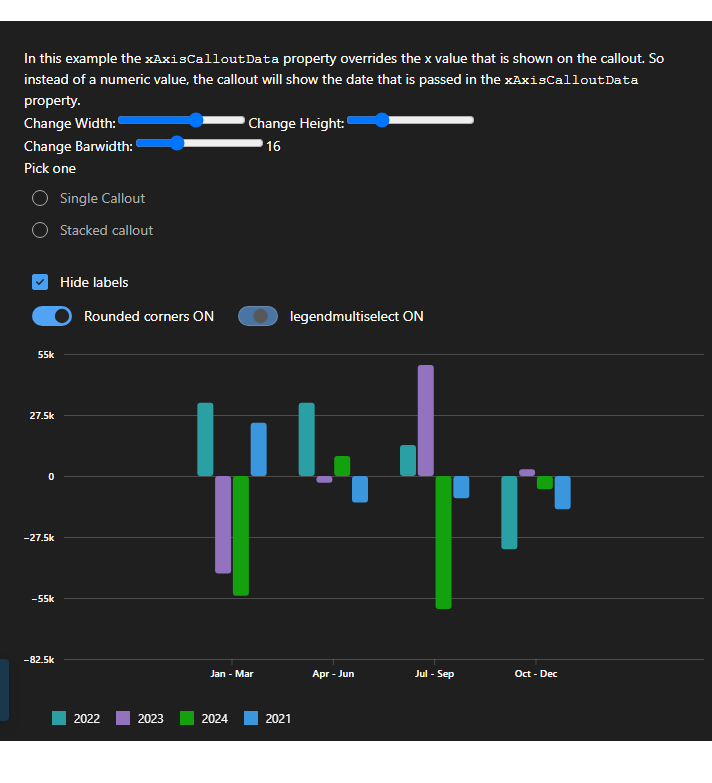 In this example the xAxisCalloutData property overrides the x value that is shown on the callout. So
instead of a numeric value, the callout will show the date that is passed in the xAxisCalloutData
property.
Change Width: Change Height:
Change Barwidth: 16
Pick one
Single Callout
Stacked callout
Hide labels
Rounded corners ON legendmultiselect ON
55k
27.5k
0
−27.5k
−55k
−82.5k
Jan - Mar Apr - Jun Jul - Sep Oct - Dec
2022 2023 2024 2021